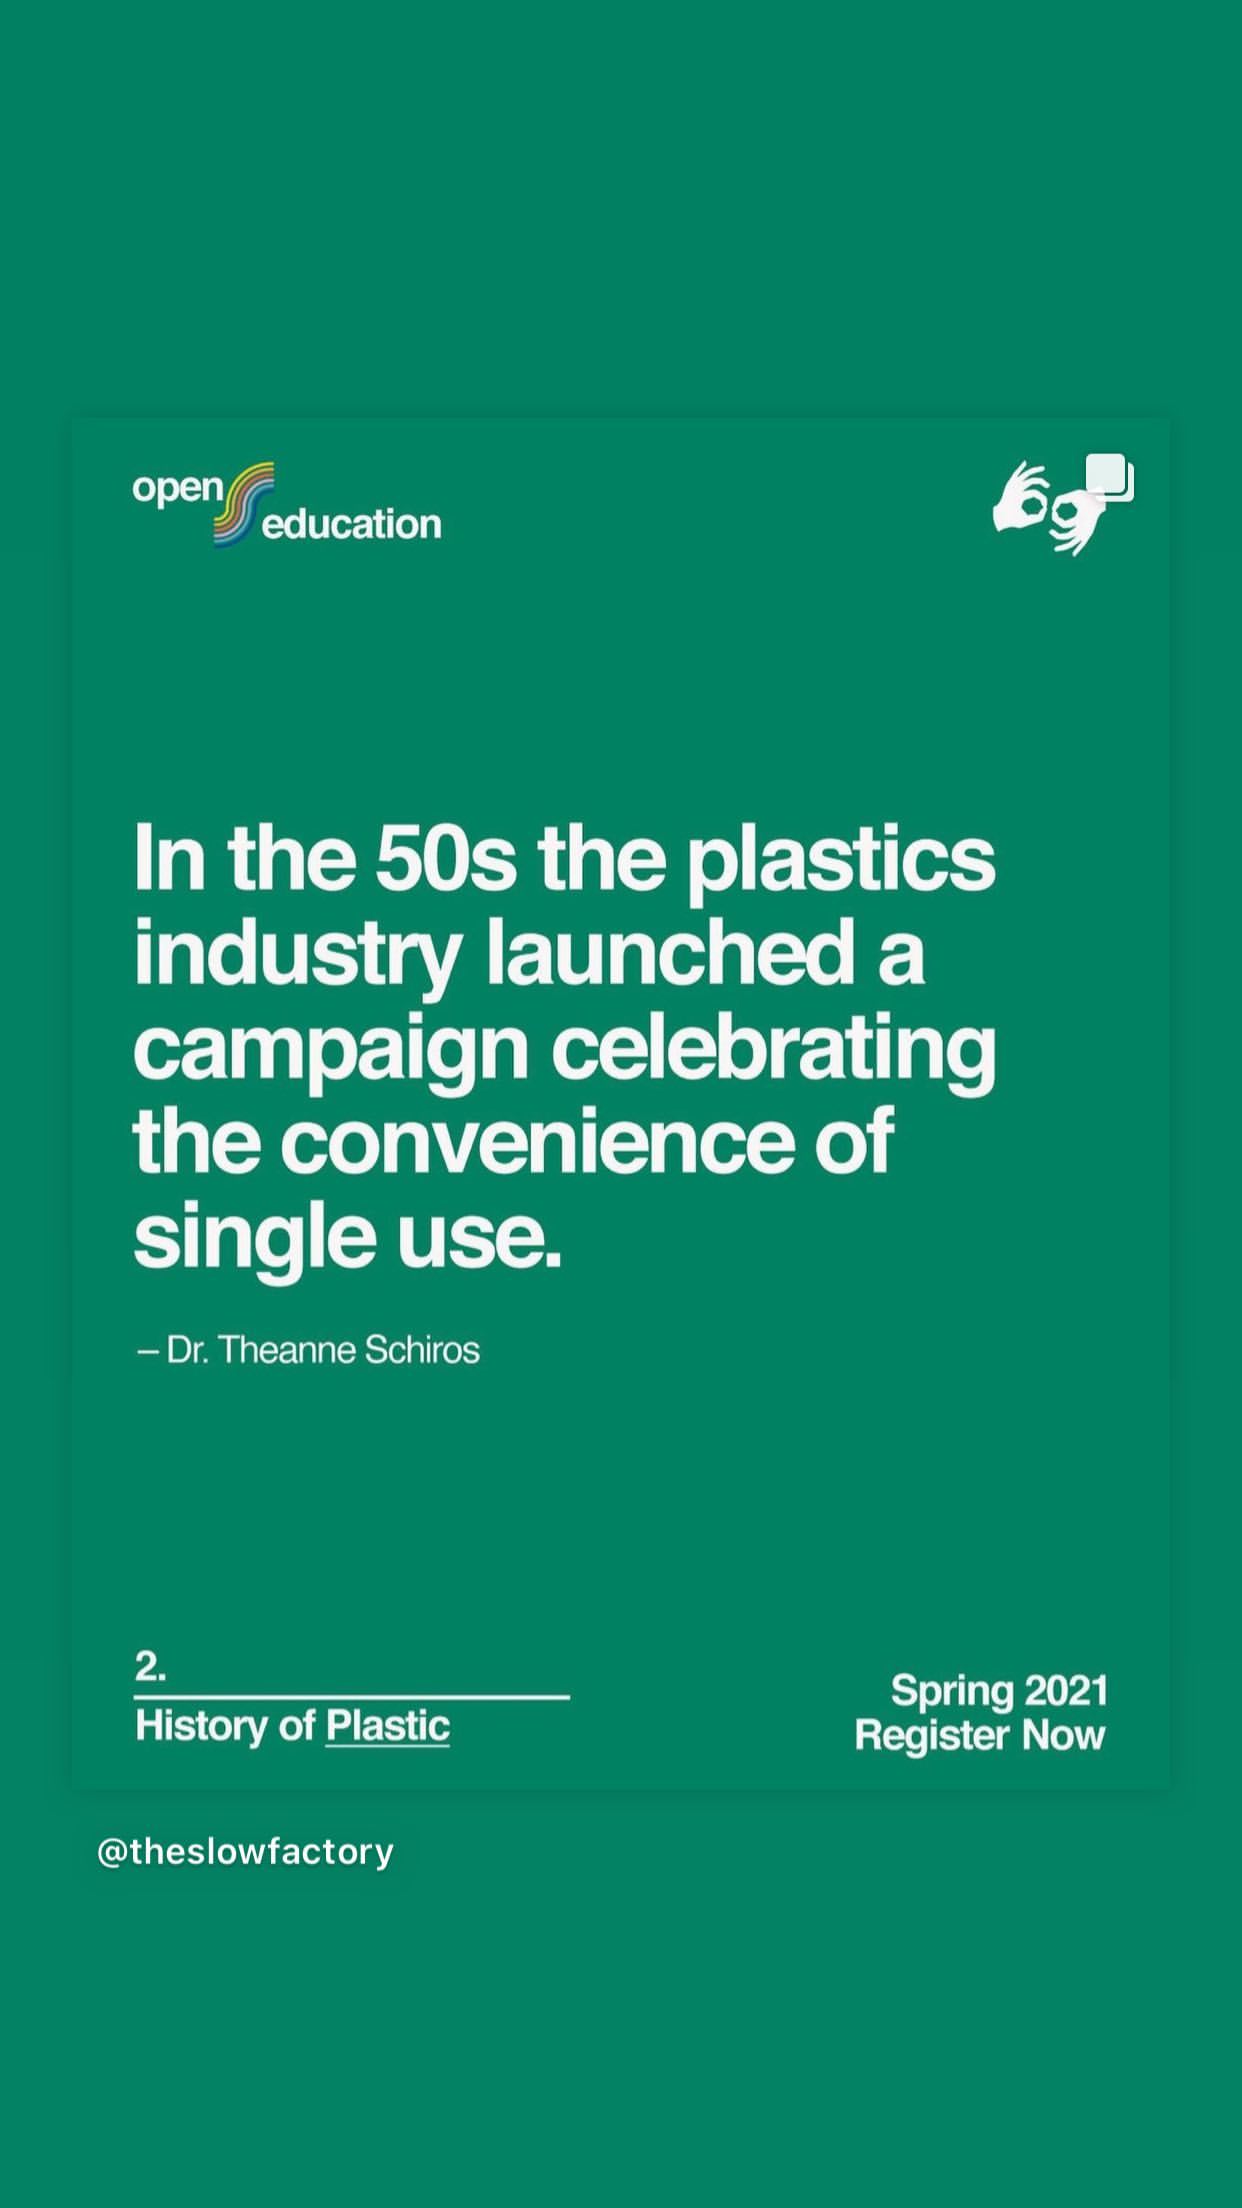 open
education
In the 50s the plastics
industry launched a
campaign celebrating
the convenience of
single use.
– Dr. Theanne Schiros
2.
History of Plastic
Spring 2021
Register Now
@theslowfactory